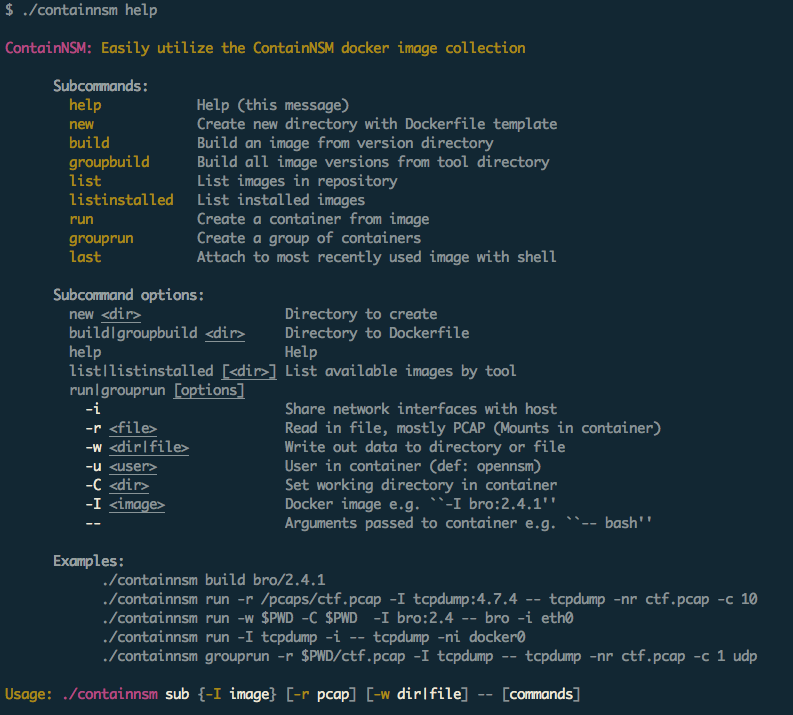 $ ./containnsm help
ContainNSM: Easily utilize the ContainNSM docker image collection
Subcommands:
help Help (this message)
new Create new directory with Dockerfile template
build Build an image from version directory
groupbuild Build all image versions from tool directory
list List images in repository
listinstalled List installed images
run Create a container from image
grouprun Create a group of containers
last Attach to most recently used image with shell
Subcommand options:
new <dir> Directory to create
build|groupbuild <dir> Directory to Dockerfile
help Help
list|listinstalled [<dir>] List available images by tool
run|grouprun [options]
-i Share network interfaces with host
-r <file> Read in file, mostly PCAP (Mounts in container)
-w <dir|file> Write out data to directory or file
-u <user> User in container (def: opennsm)
-C <dir> Set working directory in container
-I <image> Docker image e.g. ``-I bro:2.4.1''
-- Arguments passed to container e.g. ``-- bash''
Examples:
./containnsm build bro/2.4.1
./containnsm run -r /pcaps/ctf.pcap -I tcpdump:4.7.4 -- tcpdump -nr ctf.pcap -c 10
./containnsm run -w $PWD -C $PWD  -I bro:2.4 -- bro -i eth0
./containnsm run -I tcpdump -i -- tcpdump -ni docker0
./containnsm grouprun -r $PWD/ctf.pcap -I tcpdump -- tcpdump -nr ctf.pcap -c 1 udp
Usage: ./containnsm sub {-I image} [-r pcap] [-w dir|file] -- [commands]